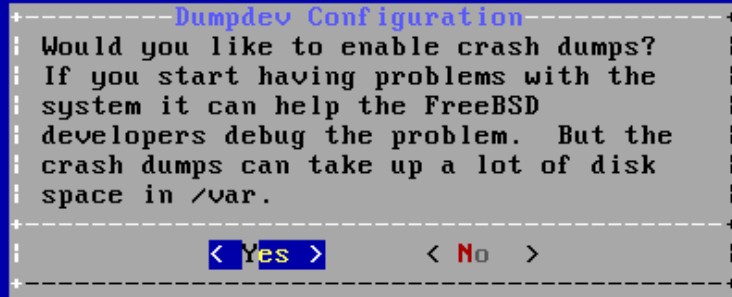 Dumpdev Configuration
Would you like to enable crash dumps?
If you start having problems with the
system it can help the FreeBSD
developers debug the problem.  But the
crash dumps can take up a lot of disk
space in /var.
< Yes >        < No  >